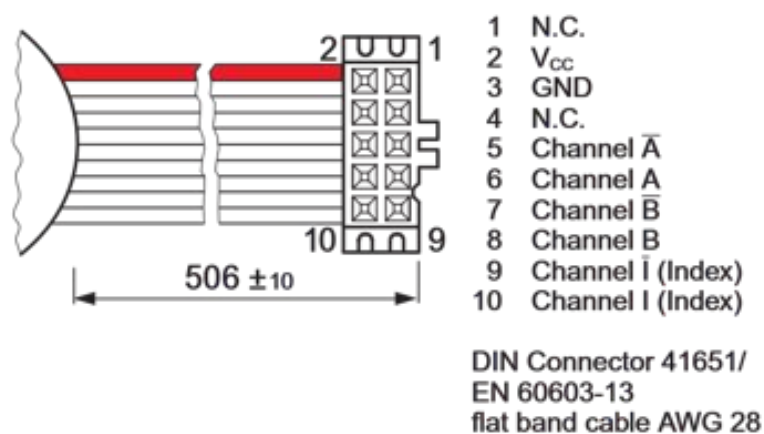 2
1
10
9
506 ±10
1 N.C.
2 Vcc
3 GND
4 N.C.
5 Channel A̅
6 Channel A
7 Channel B̅
8 Channel B
9 Channel I̅ (Index)
10 Channel I (Index)
DIN Connector 41651/
EN 60603-13
flat band cable AWG 28